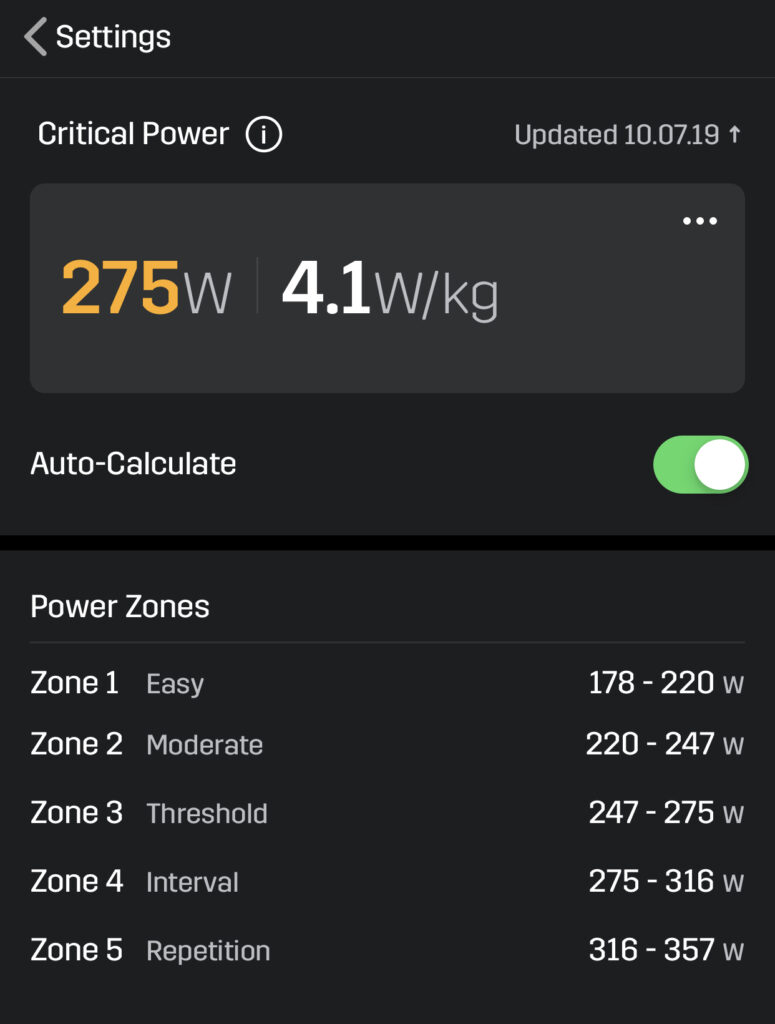 Settings
Critical Power i Updated 10.07.19 ↑
275W 4.1W/kg
Auto-Calculate
Power Zones
Zone 1 Easy 178 - 220 W
Zone 2 Moderate 220 - 247 W
Zone 3 Threshold 247 - 275 W
Zone 4 Interval 275 - 316 W
Zone 5 Repetition 316 - 357 W